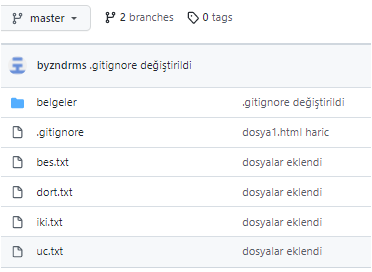 master 2 branches 0 tags
byzndrms .gitignore değiştirildi
belgeler .gitignore değiştirildi
.gitignore dosya1.html haric
bes.txt dosyalar eklendi
dort.txt dosyalar eklendi
iki.txt dosyalar eklendi
uc.txt dosyalar eklendi